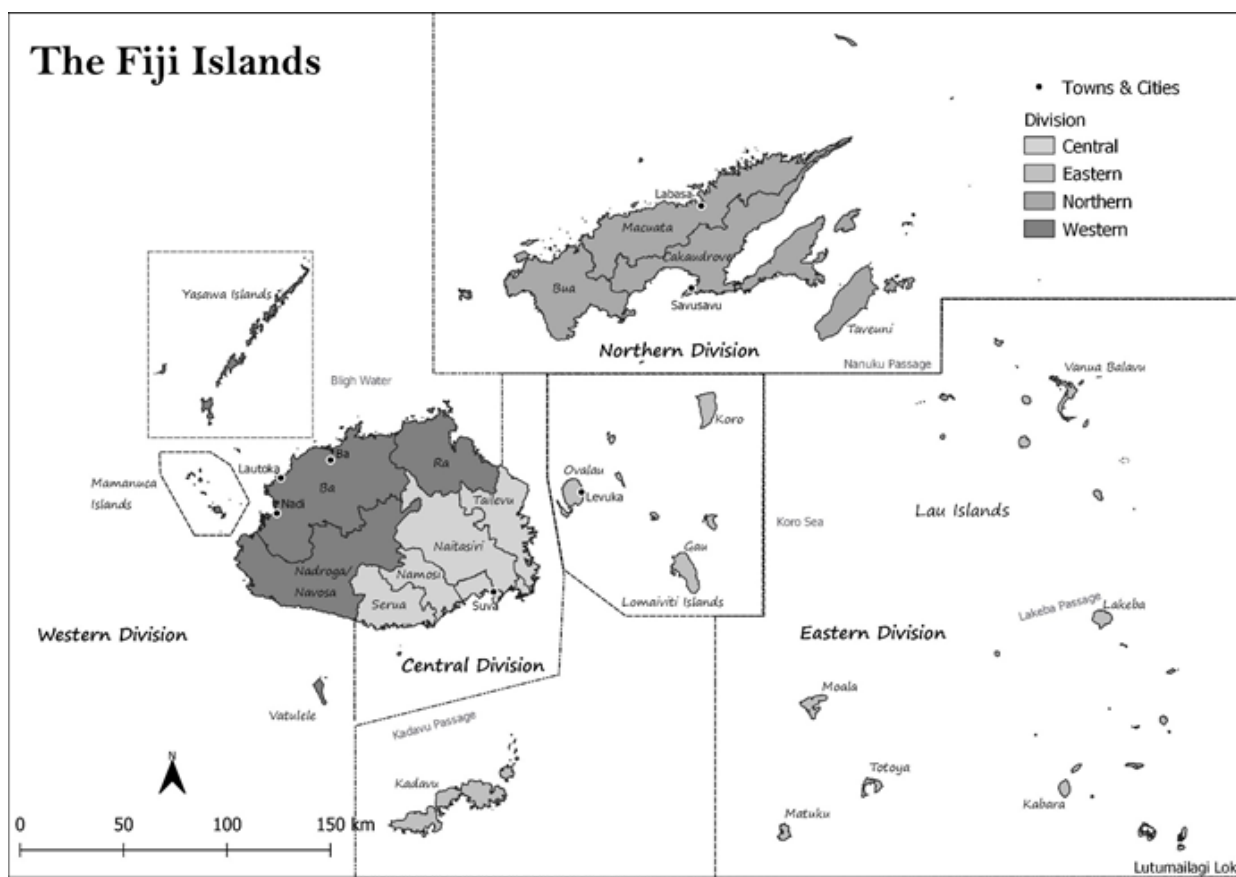 The Fiji Islands
Towns & Cities
Division
Central
Eastern
Northern
Western
Labasa
Macuata
Cakaudrove
Bua
Savusavu
Taveuni
Northern Division
Nanuku Passage
Yasawa Islands
Bligh Water
Vanua Balavu
Koro
Ba
Lautoka
Ra
Ba
Mamanuca
Islands
Nadi
Ovalau
Levuka
Tailevu
Koro Sea
Lau Islands
Naitasiri
Gau
Nadroga/
Navosa
Namosi
Serua
Suva
Lomaiviti Islands
Lakeba Passage
Lakeba
Western Division
Central Division
Eastern Division
Vatulele
Moala
Kadavu Passage
N
Kadavu
Totoya
Kabara
Matuku
0 50 100 150 km
Lutumailagi Lok